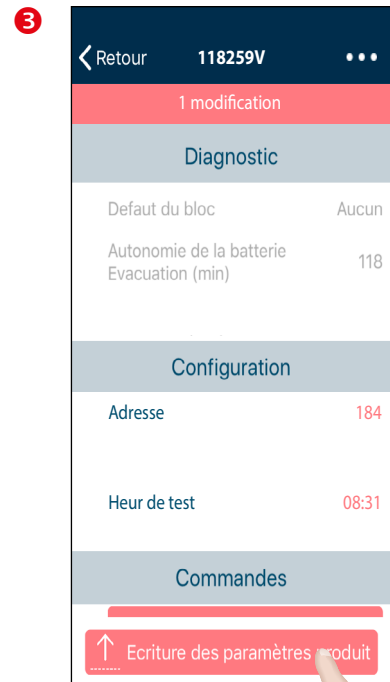 3
Retour 118259V
1 modification
Diagnostic
Defaut du bloc Aucun
Autonomie de la batterie
Evacuation (min) 118
Configuration
Adresse 184
Heur de test 08:31
Commandes
Ecriture des paramètres produit